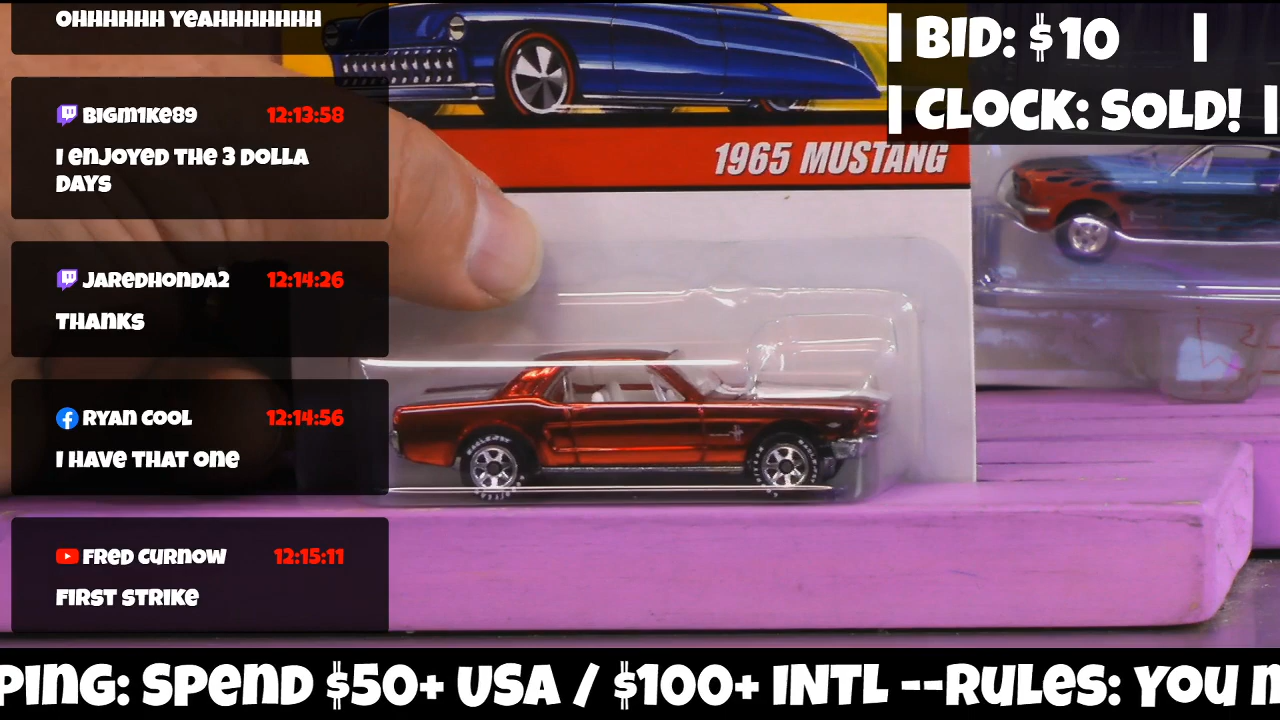 OHHHHHH YEAHHHHHHHH
BIGM1KE89 12:13:58
I ENJOYED THE 3 DOLLA
DAYS
JAREDHONDA2 12:14:26
THANKS
RYAN COOL 12:14:56
I HAVE THAT ONE
FRED CURNOW 12:15:11
FIRST STRIKE
| BID: $10 |
| CLOCK: SOLD! |
1965 MUSTANG
PING: SPEND $50+ USA / $100+ INTL --RULES: YOU